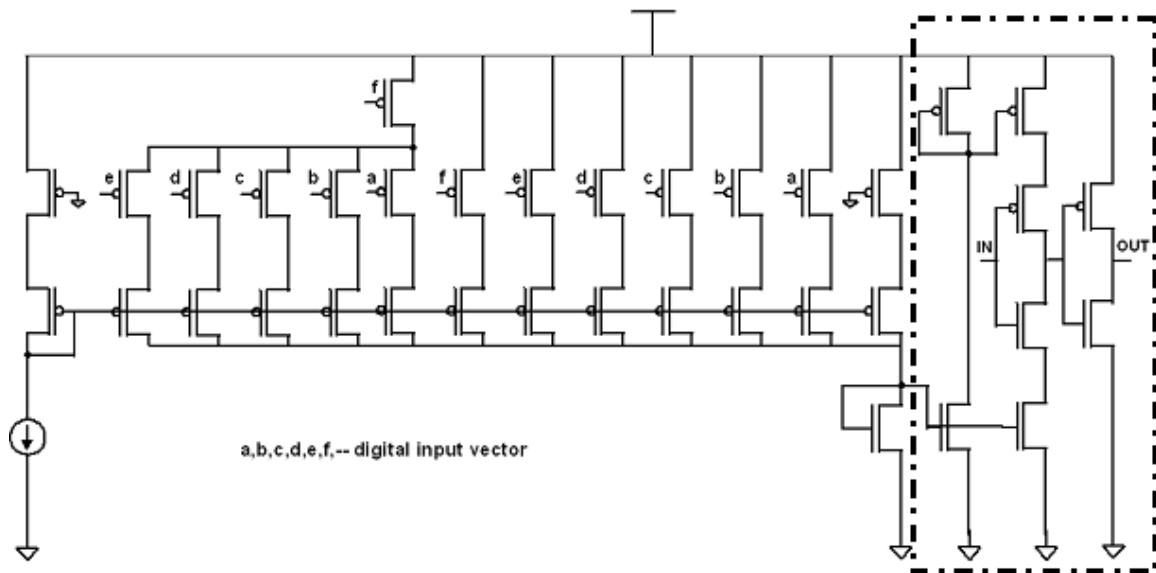 f
e d c b a f e d c b a
IN OUT
a,b,c,d,e,f,-- digital input vector